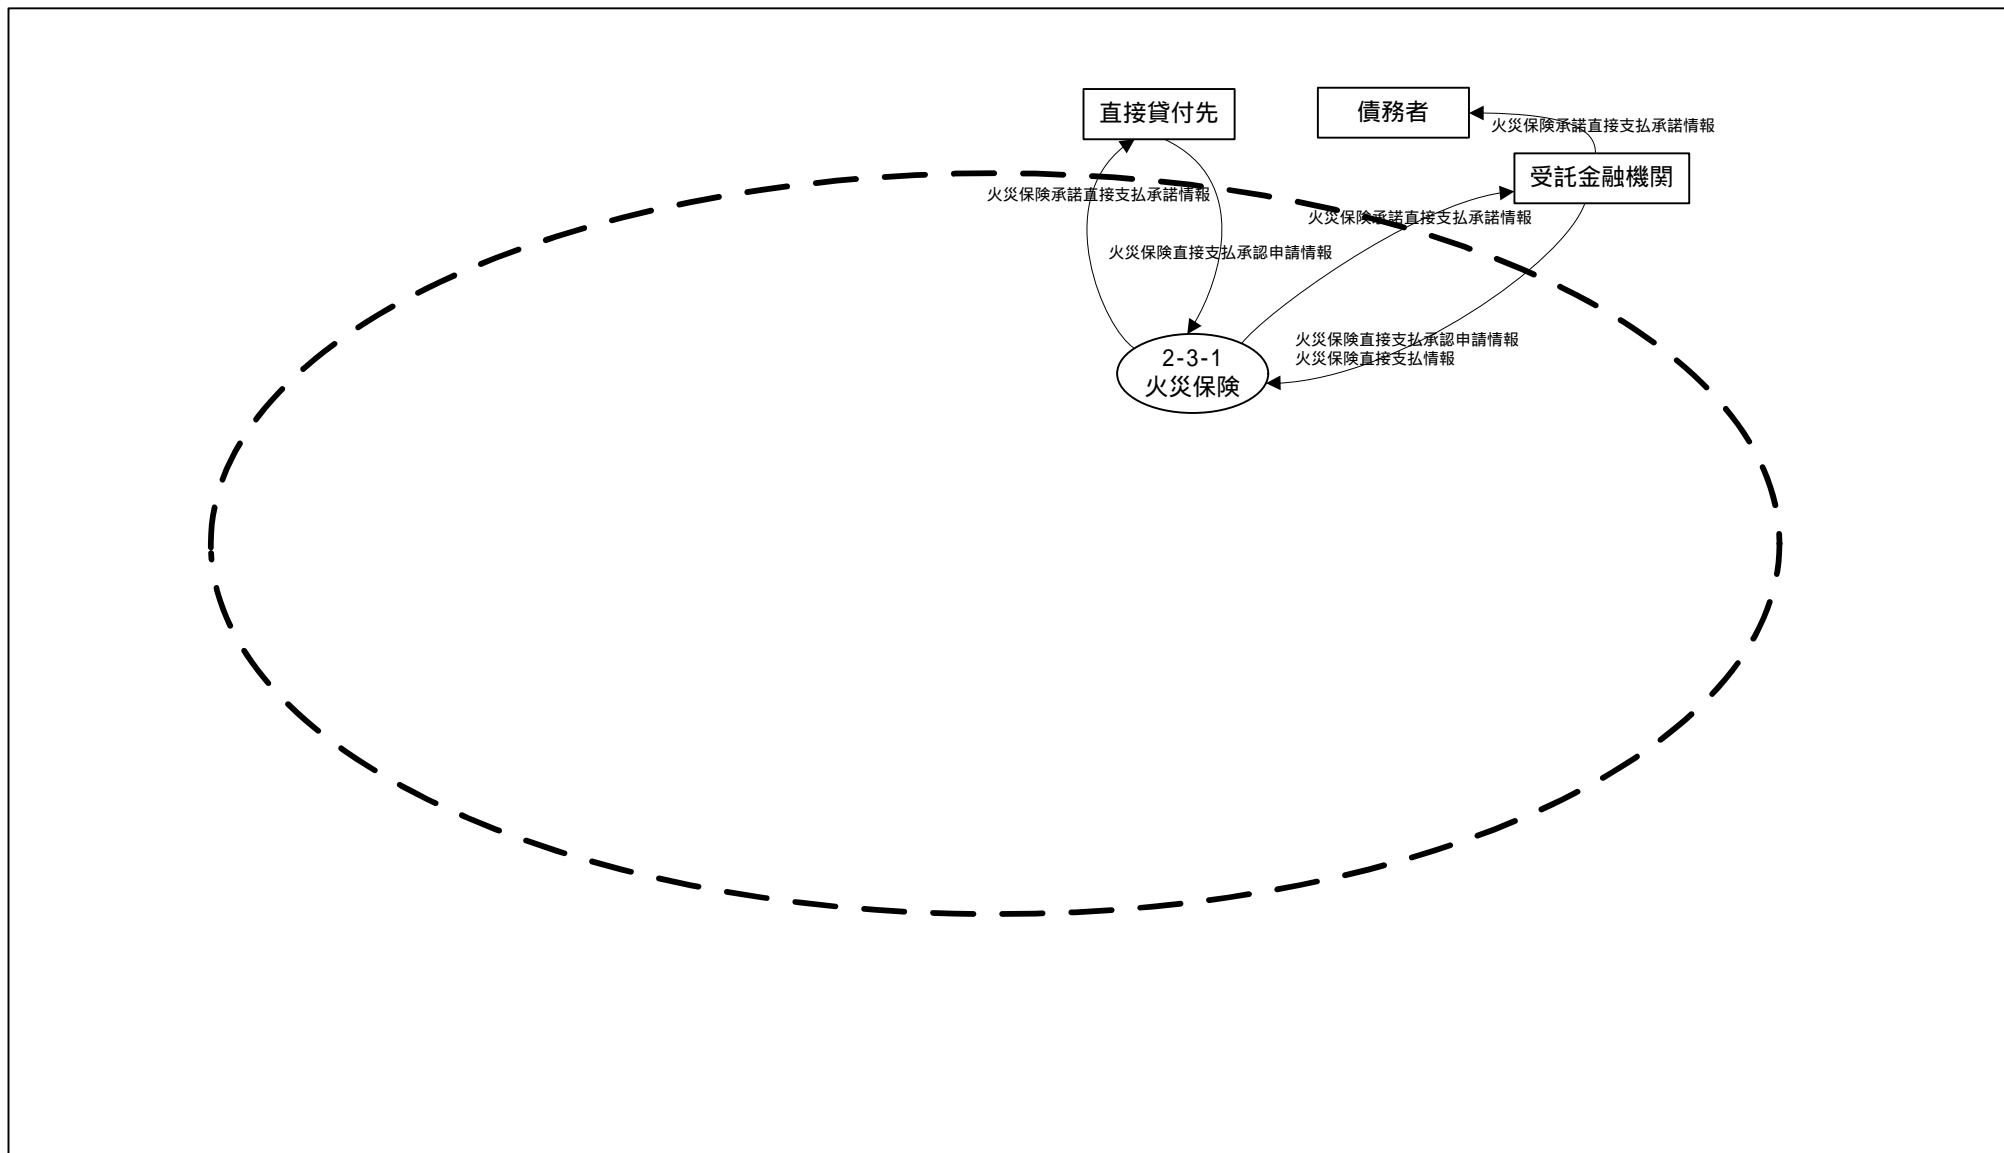 直接貸付先
債務者
火災保険承諾直接支払承諾情報
受託金融機関
火災保険承諾直接支払承諾情報
火災保険承諾直接支払承諾情報
火災保険直接支払承認申請情報
火災保険直接支払承認申請情報
火災保険直接支払情報
2-3-1
火災保険